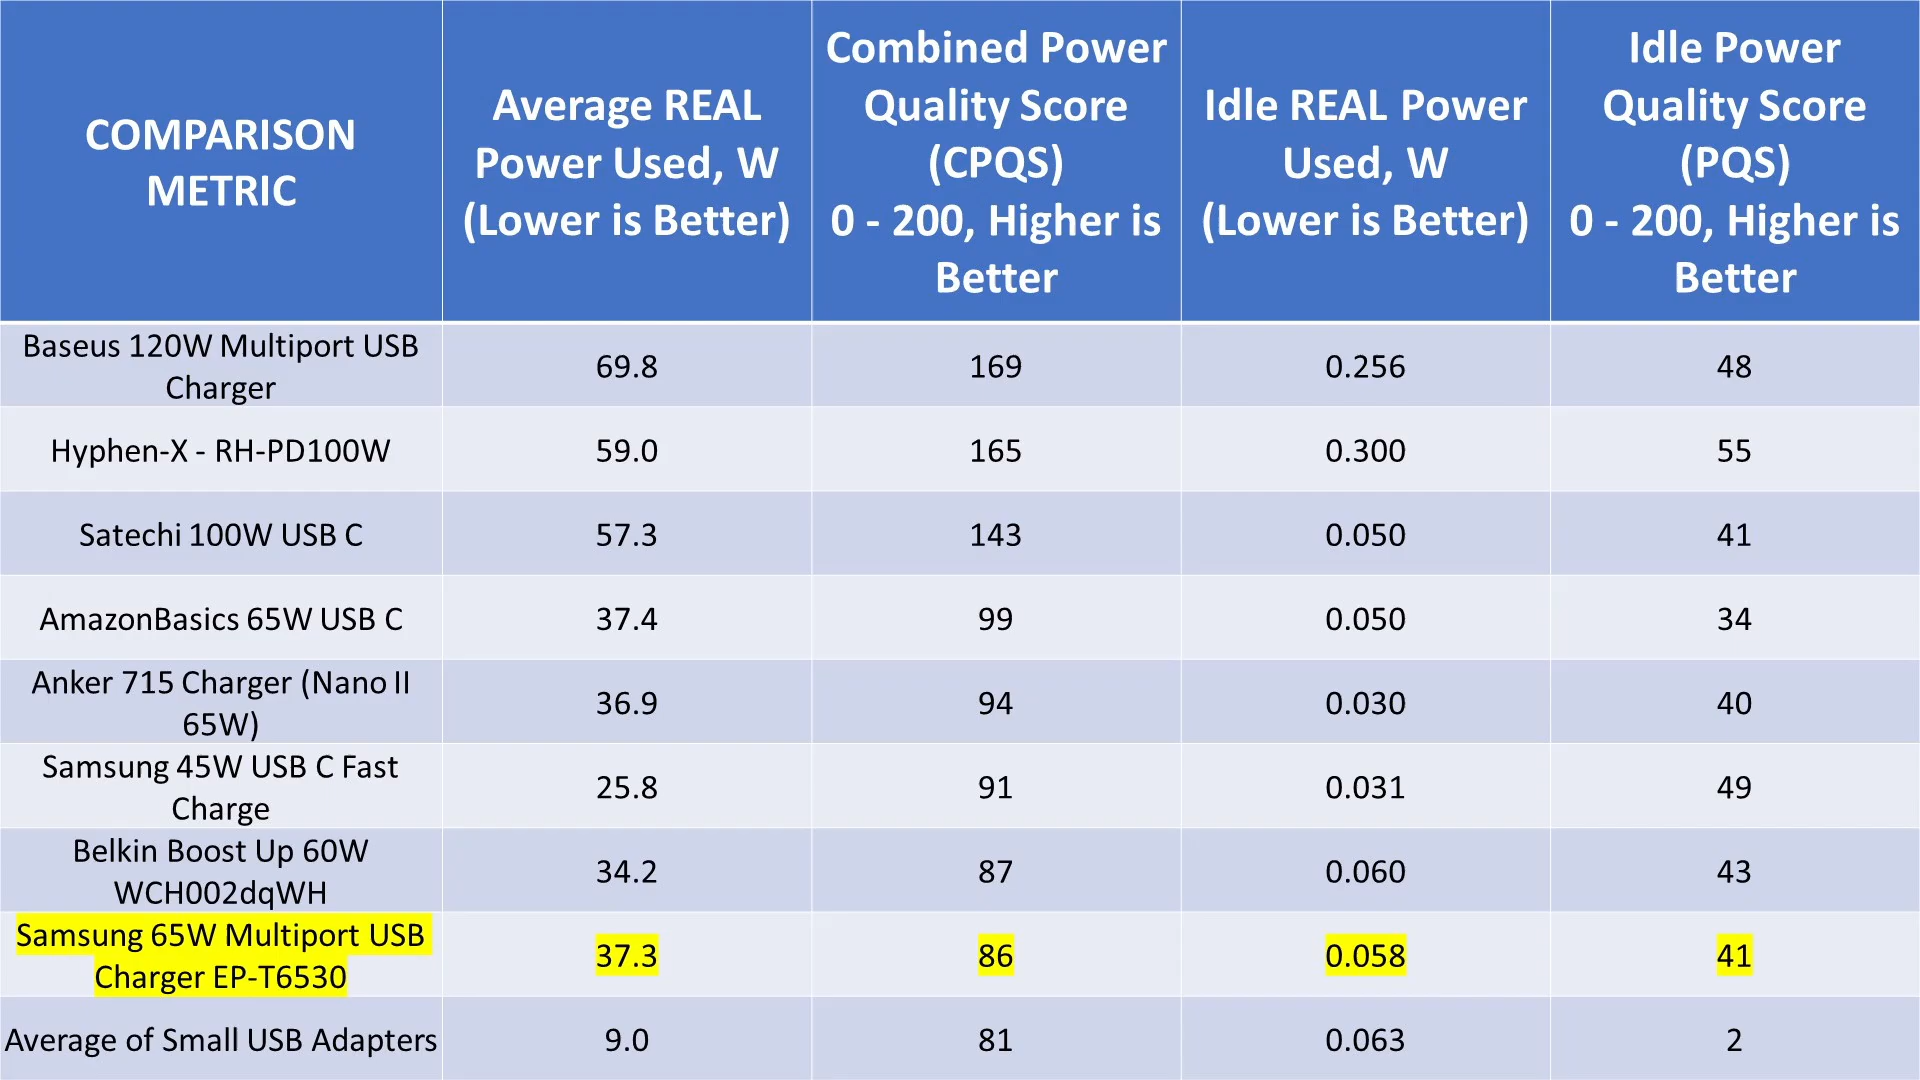 COMPARISON
METRIC
Average REAL
Power Used, W
(Lower is Better)
Combined Power
Quality Score
(CPQS)
0 - 200, Higher is
Better
Idle REAL Power
Used, W
(Lower is Better)
Idle Power
Quality Score
(PQS)
0 - 200, Higher is
Better
Baseus 120W Multiport USB
Charger
69.8
169
0.256
48
Hyphen-X - RH-PD100W
59.0
165
0.300
55
Satechi 100W USB C
57.3
143
0.050
41
AmazonBasics 65W USB C
37.4
99
0.050
34
Anker 715 Charger (Nano II
65W)
36.9
94
0.030
40
Samsung 45W USB C Fast
Charge
25.8
91
0.031
49
Belkin Boost Up 60W
WCH002dqWH
34.2
87
0.060
43
Samsung 65W Multiport USB
Charger EP-T6530
37.3
86
0.058
41
Average of Small USB Adapters
9.0
81
0.063
2